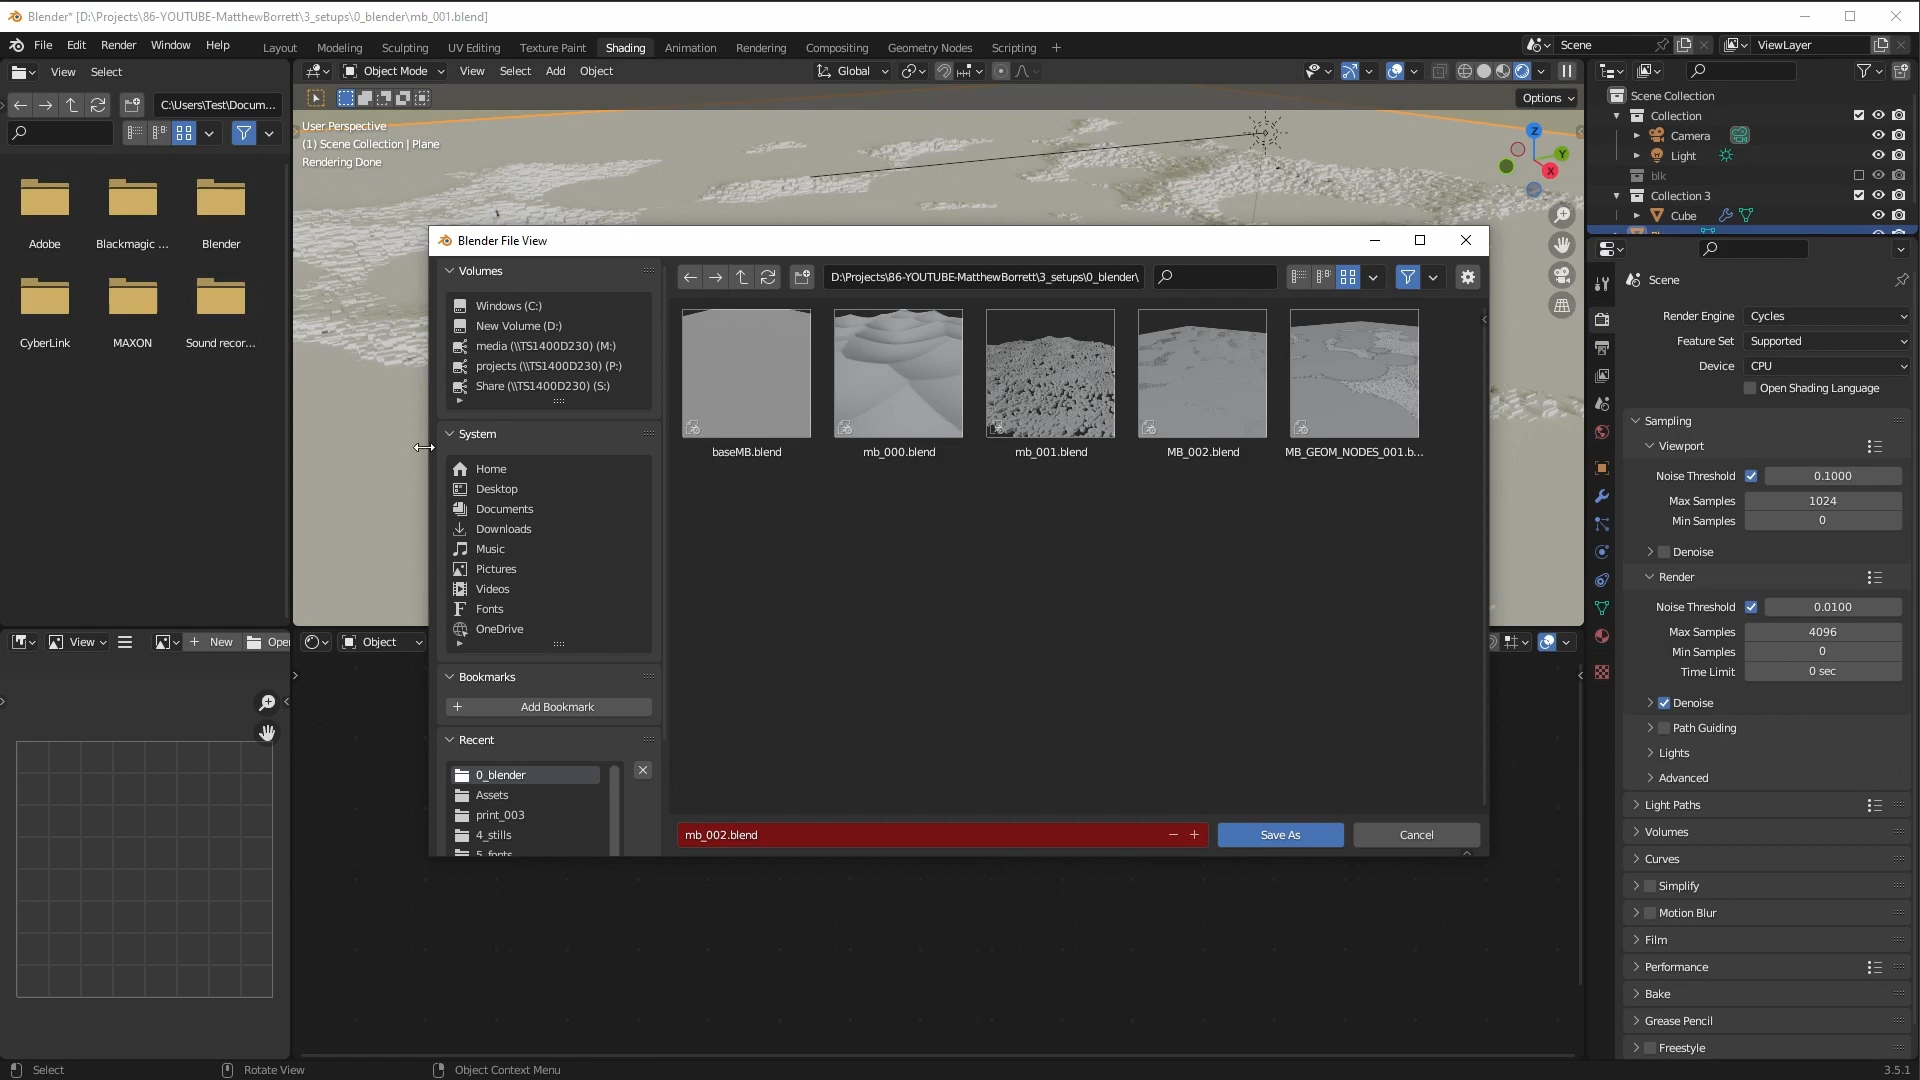 Blender* [D:\Projects\86-YOUTUBE-MatthewBorrett\3_setups\0_blender\mb_001.blend]
File Edit Render Window Help
Layout Modeling Sculpting UV Editing Texture Paint Shading Animation Rendering Compositing Geometry Nodes Scripting +
Scene
ViewLayer
View Select
Object Mode View Select Add Object
Global
C:\Users\Test\Docum...
Options
Adobe
Blackmagic ...
Blender
CyberLink
MAXON
Sound recor...
User Perspective
(1) Scene Collection | Plane
Rendering Done
Z
Y
X
Scene Collection
Collection
Camera
Light
blk
Collection 3
Cube
Blender File View
Volumes
Windows (C:)
New Volume (D:)
media (\\TS1400D230) (M:)
projects (\\TS1400D230) (P:)
Share (\\TS1400D230) (S:)
System
Home
Desktop
Documents
Downloads
Music
Pictures
Videos
Fonts
OneDrive
Bookmarks
Add Bookmark
Recent
0_blender
Assets
print_003
4_stills
5_fonts
D:\Projects\86-YOUTUBE-MatthewBorrett\3_setups\0_blender\
baseMB.blend
mb_000.blend
mb_001.blend
MB_002.blend
MB_GEOM_NODES_001.b...
mb_002.blend
Save As
Cancel
View
New
Ope
Object
Scene
Render Engine Cycles
Feature Set Supported
Device CPU
Open Shading Language
Sampling
Viewport
Noise Threshold 0.1000
Max Samples 1024
Min Samples 0
Denoise
Render
Noise Threshold 0.0100
Max Samples 4096
Min Samples 0
Time Limit 0 sec
Denoise
Path Guiding
Lights
Advanced
Light Paths
Volumes
Curves
Simplify
Motion Blur
Film
Performance
Bake
Grease Pencil
Freestyle
Select
Rotate View
Object Context Menu
3.5.1